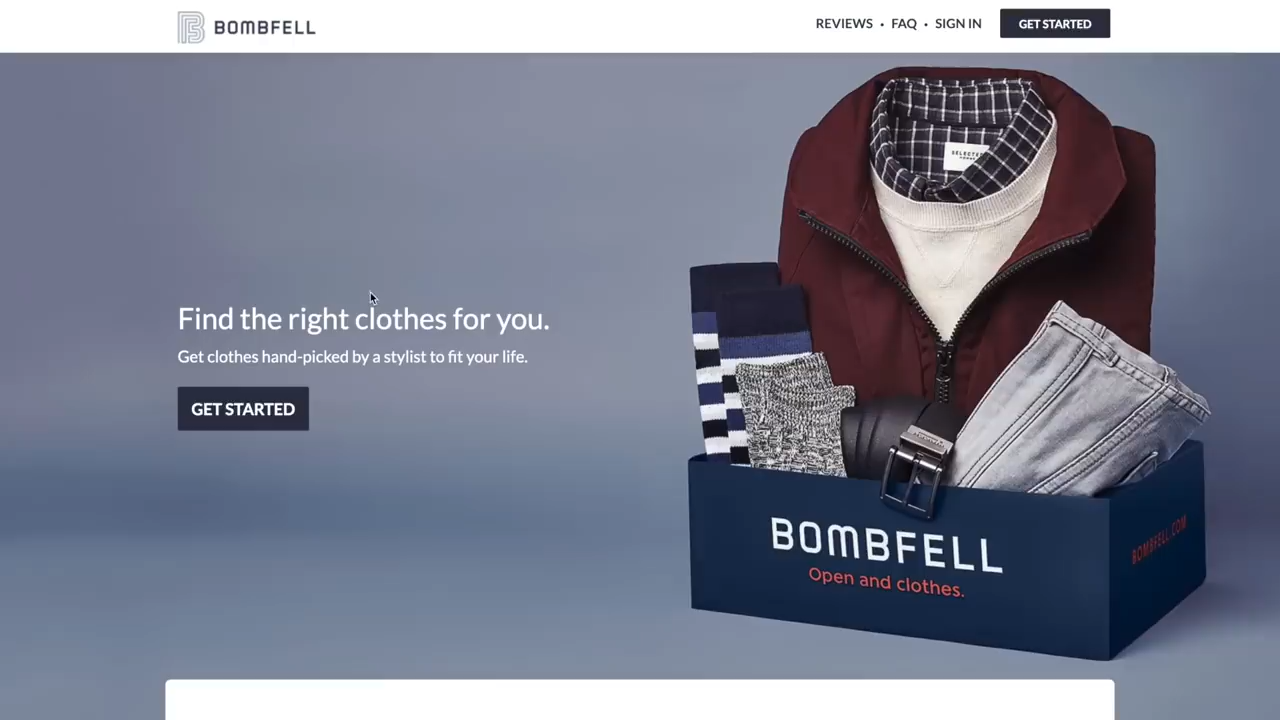 BOMBFELL
REVIEWS • FAQ • SIGN IN
GET STARTED
SELECTED
Find the right clothes for you.
Get clothes hand-picked by a stylist to fit your life.
GET STARTED
BOMBFELL
Open and clothes.
BOMBFELL.COM